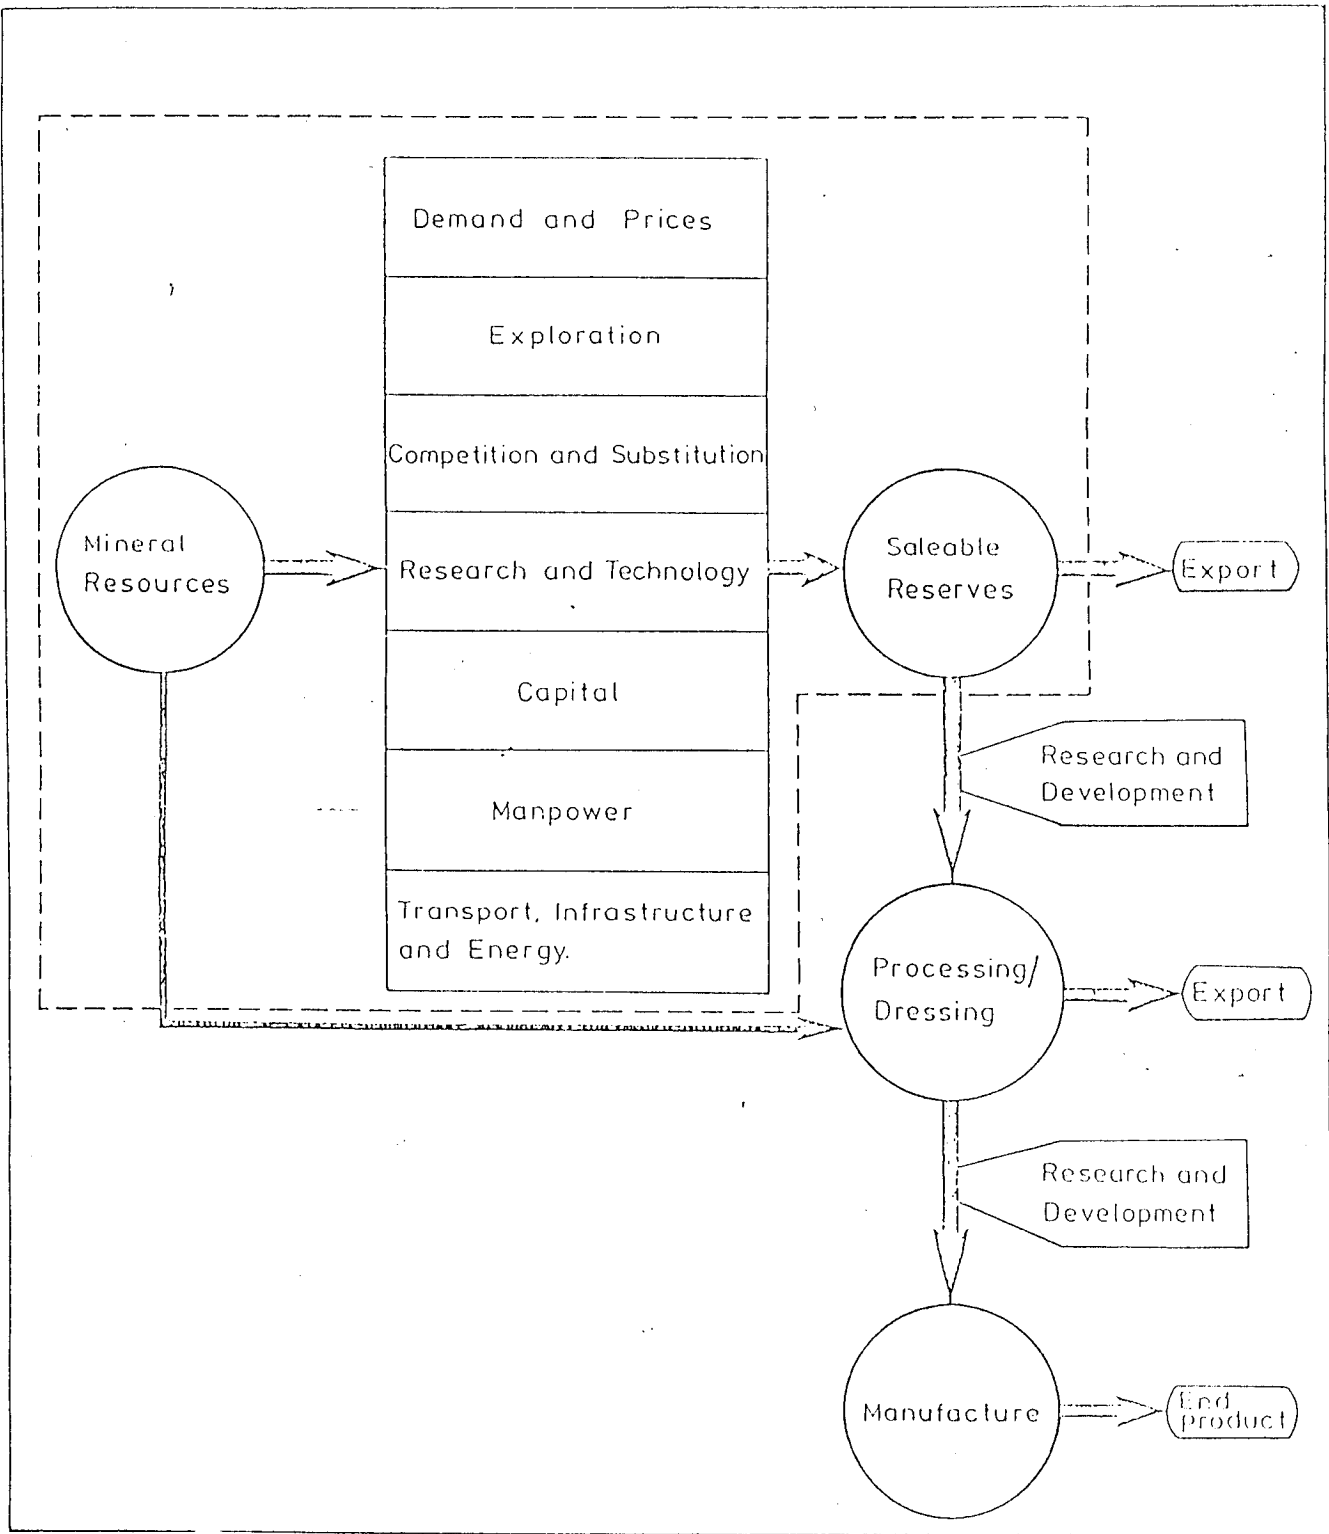 Demand and Prices
Exploration
Competition and Substitution
Mineral
Resources
Research and Technology
Saleable
Reserves
Export
Capital
Research and
Development
Manpower
Transport, Infrastructure
and Energy.
Processing/
Dressing
Export
Research and
Development
Manufacture
End
product